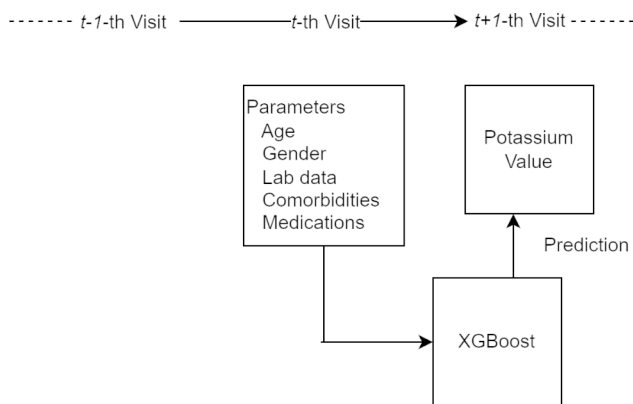 t-1-th Visit t-th Visit t+1-th Visit
Parameters
Age
Gender
Lab data
Comorbidities
Medications
Potassium
Value
Prediction
XGBoost